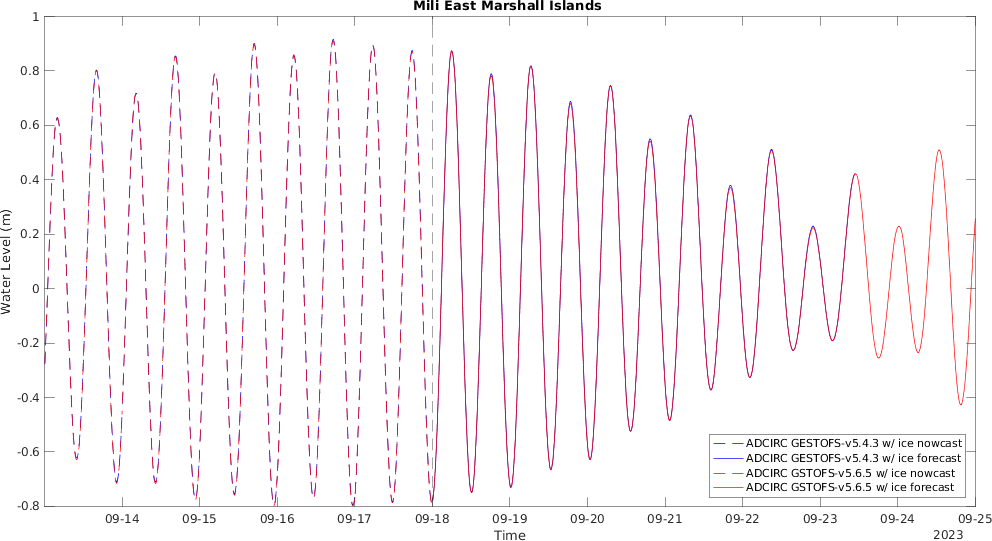 Mili East Marshall Islands
1
0.8
0.6
0.4
0.2
0
-0.2
-0.4
-0.6
-0.8
Water Level (m)
ADCIRC GESTOFS-v5.4.3 w/ ice nowcast
ADCIRC GESTOFS-v5.4.3 w/ ice forecast
ADCIRC GSTOFS-v5.6.5 w/ ice nowcast
ADCIRC GSTOFS-v5.6.5 w/ ice forecast
09-14 09-15 09-16 09-17 09-18 09-19 09-20 09-21 09-22 09-23 09-24 09-25
Time
2023